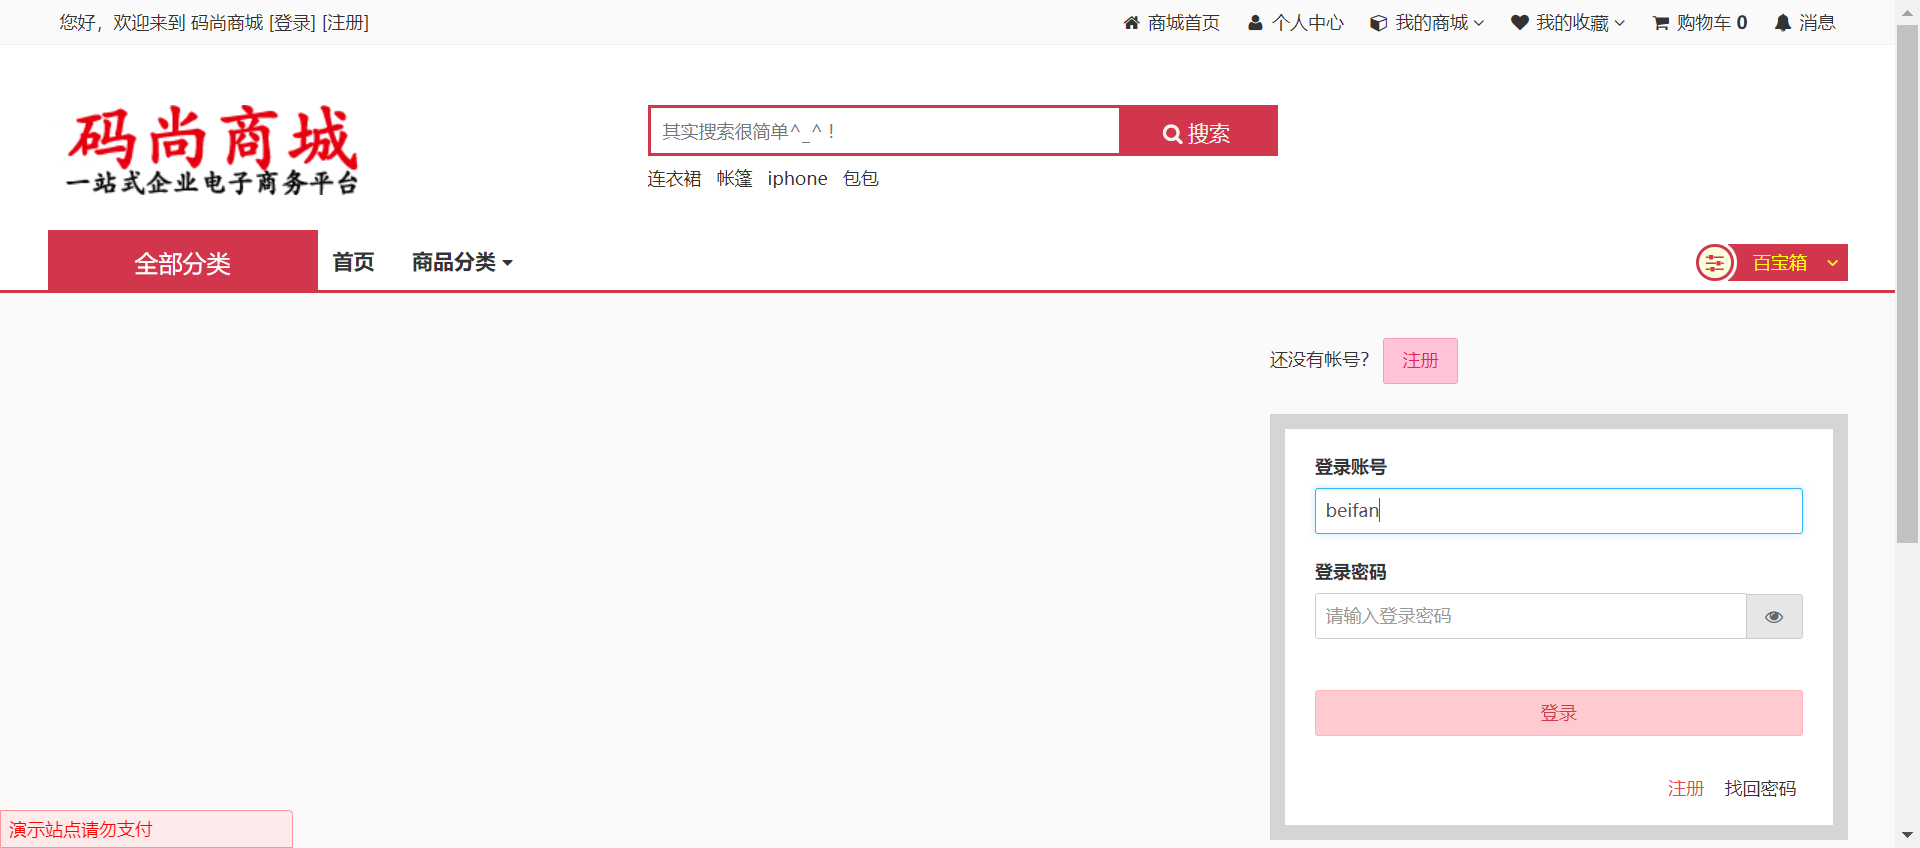 您好，欢迎来到 码尚商城 [登录] [注册]
商城首页 个人中心 我的商城 我的收藏 购物车 0 消息
码尚商城
一站式企业电子商务平台
其实搜索很简单^_^ !
搜索
连衣裙 帐篷 iphone 包包
全部分类 首页 商品分类 百宝箱
还没有帐号? 注册
登录账号
beifan
登录密码
请输入登录密码
登录
注册 找回密码
演示站点请勿支付